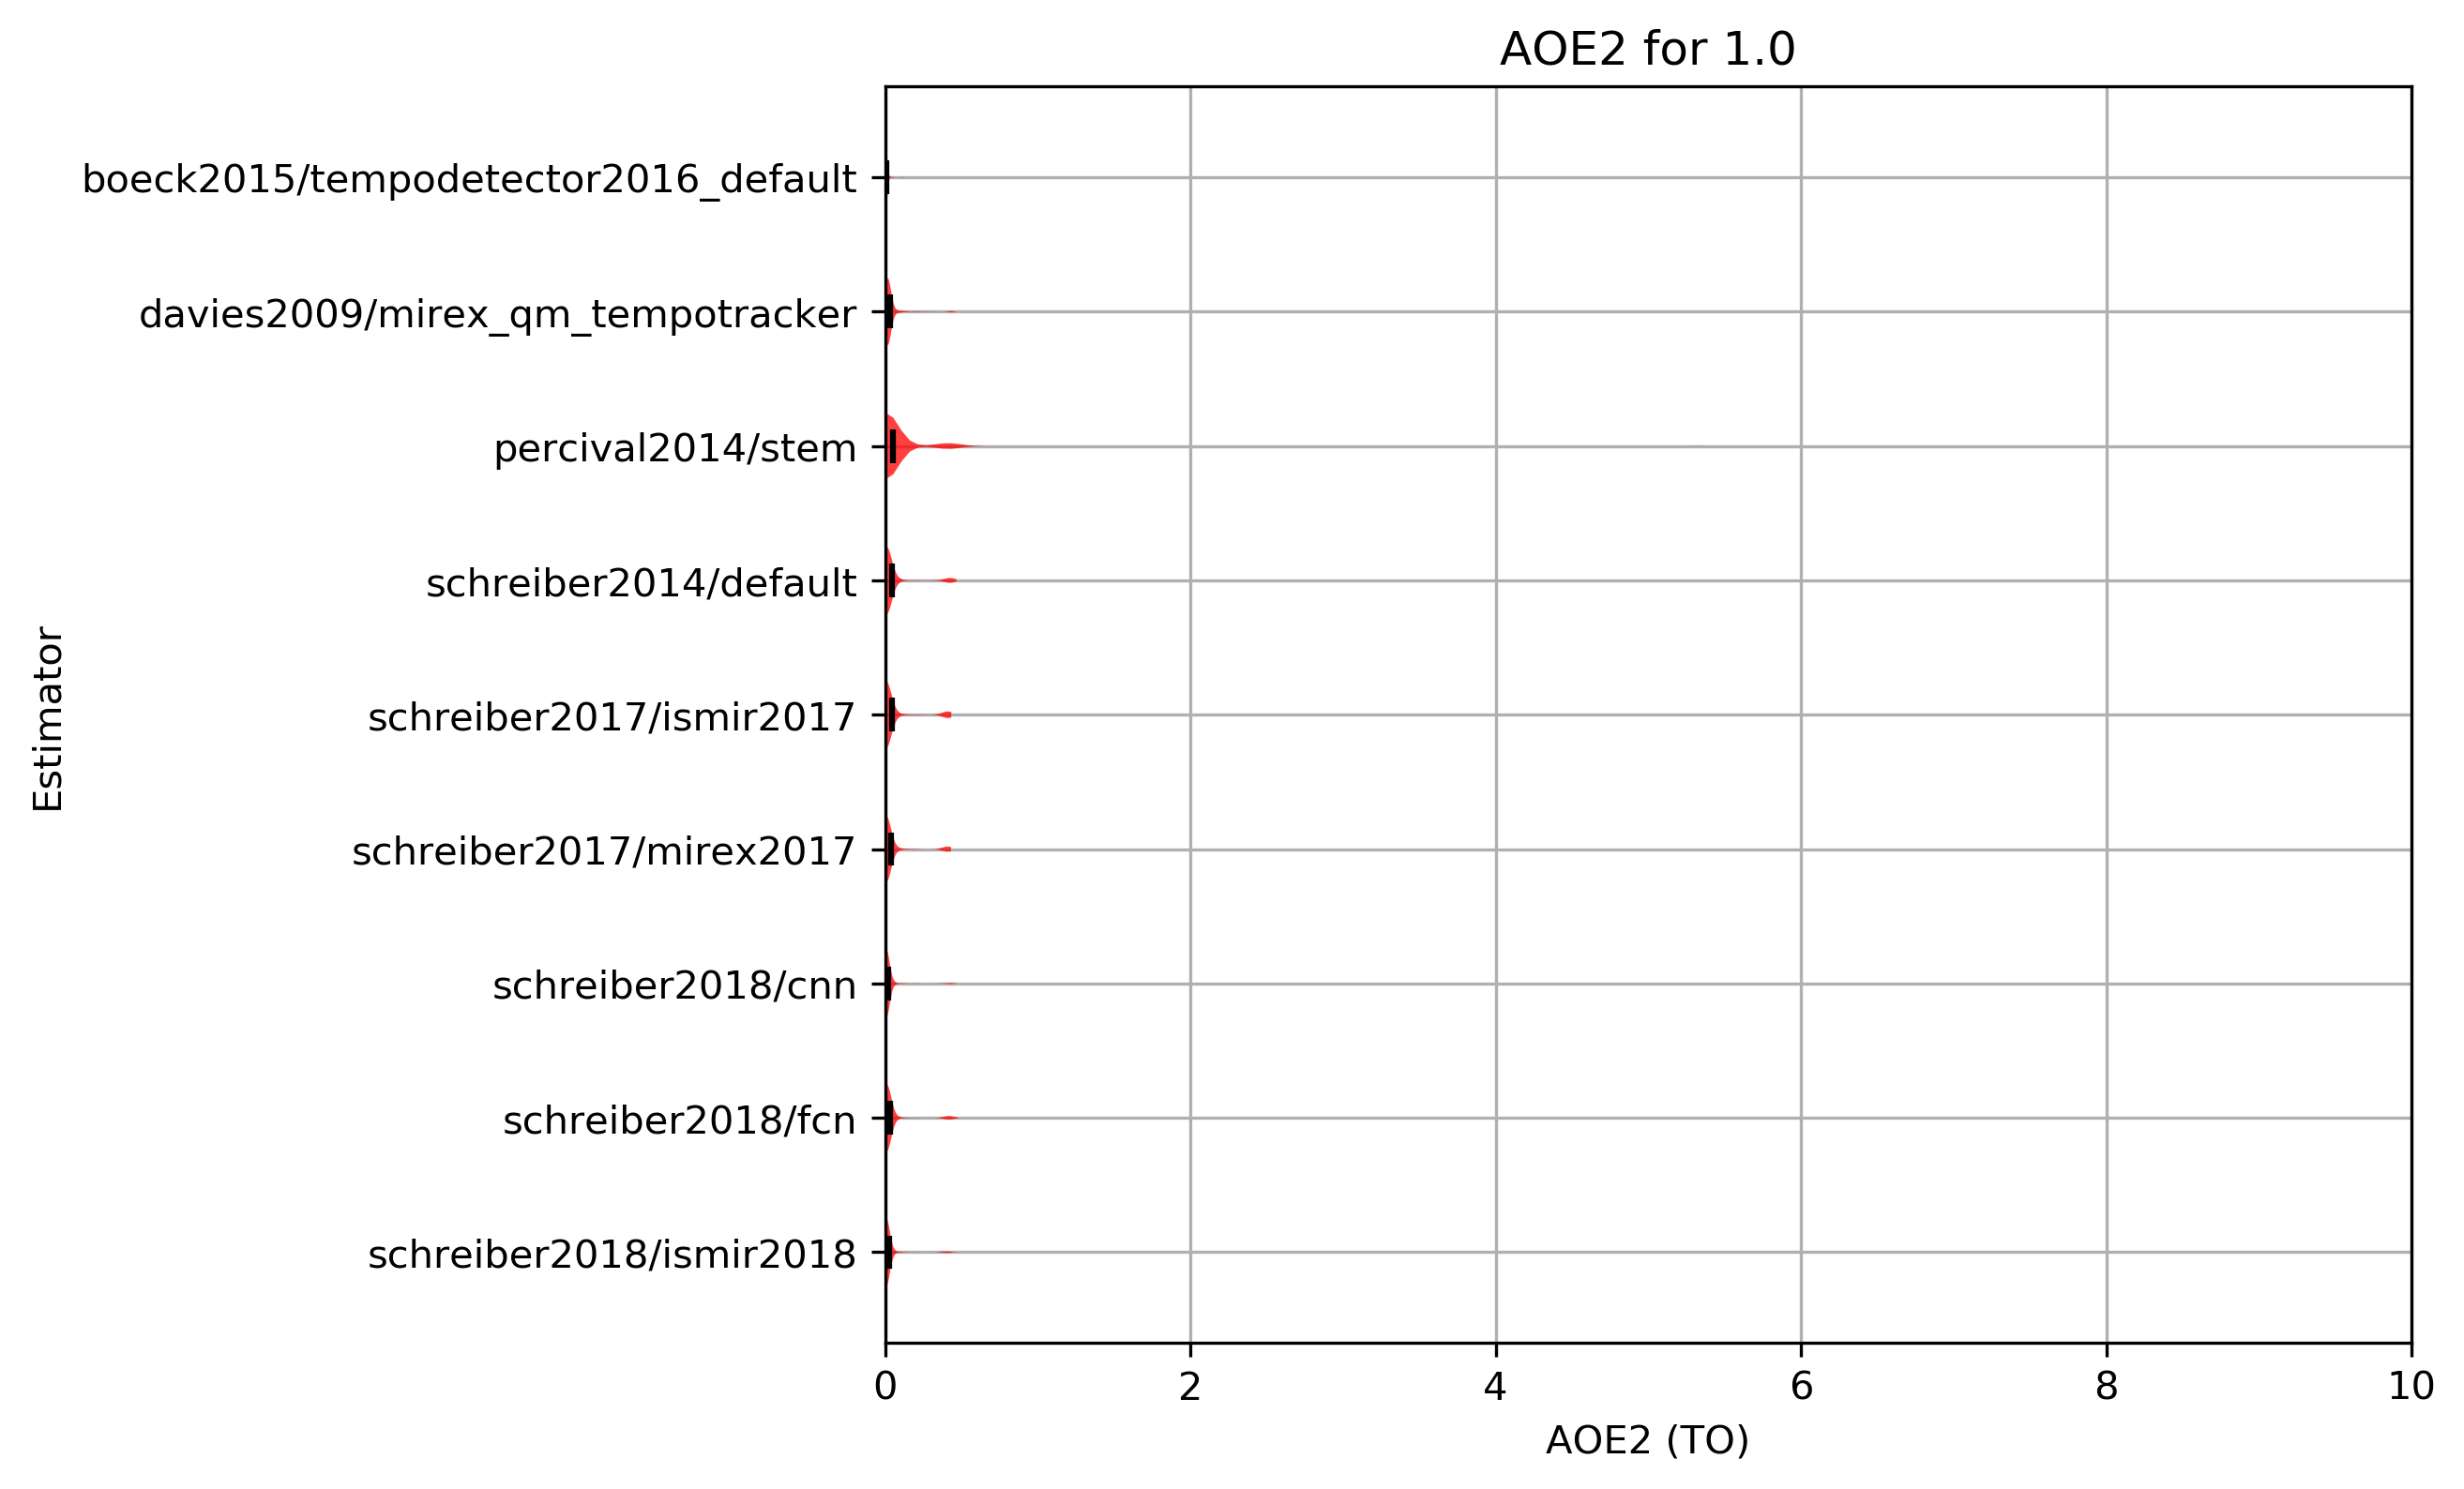 AOE2 for 1.0
boeck2015/tempodetector2016_default
davies2009/mirex_qm_tempotracker
percival2014/stem
schreiber2014/default
schreiber2017/ismir2017
schreiber2017/mirex2017
schreiber2018/cnn
schreiber2018/fcn
schreiber2018/ismir2018
Estimator
0 2 4 6 8 10
AOE2 (TO)